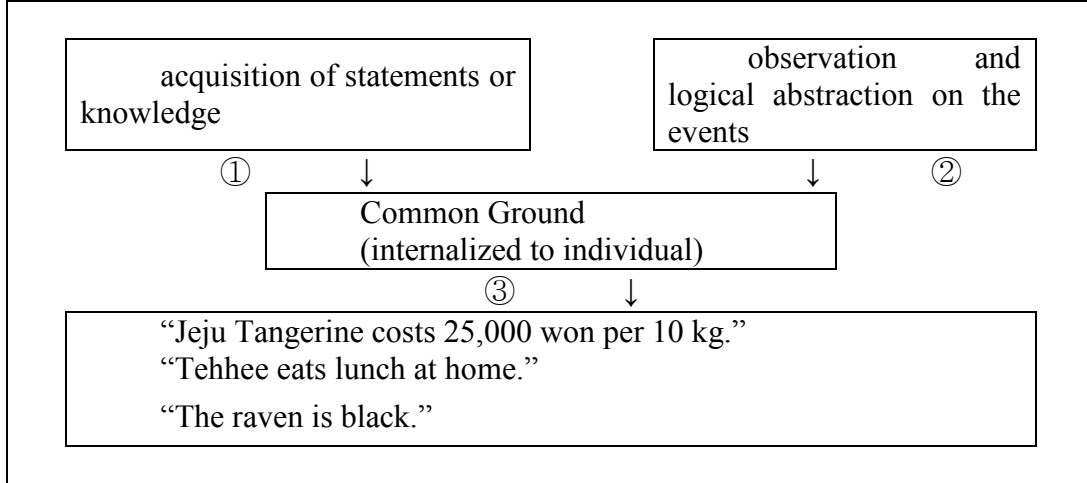 acquisition of statements or
knowledge
observation and
logical abstraction on the
events
① ↓ ↓ ②
Common Ground
(internalized to individual)
③ ↓
“Jeju Tangerine costs 25,000 won per 10 kg.”
“Tehhee eats lunch at home.”
“The raven is black.”